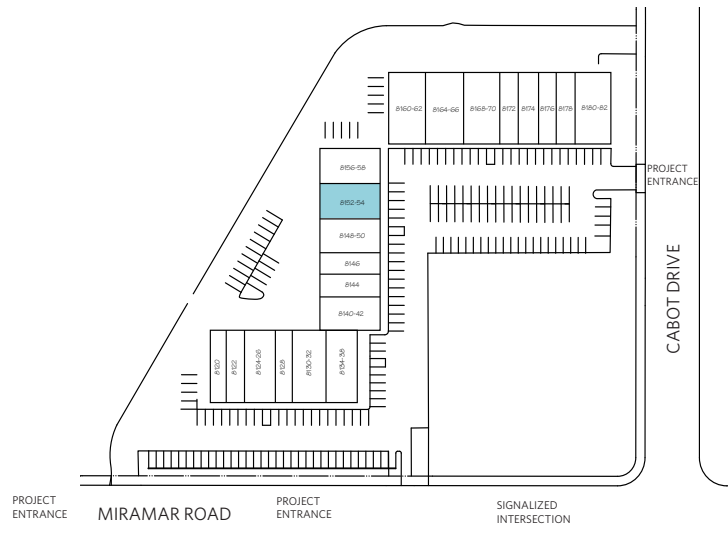 8160-62
8164-66
8168-70
8172
8174
8176
8178
8180-82
8156-58
PROJECT
ENTRANCE
8152-54
8148-50
8146
8144
8140-42
CABOT DRIVE
8120
8122
8124-26
8128
8130-32
8134-38
PROJECT
ENTRANCE
MIRAMAR ROAD
PROJECT
ENTRANCE
SIGNALIZED
INTERSECTION